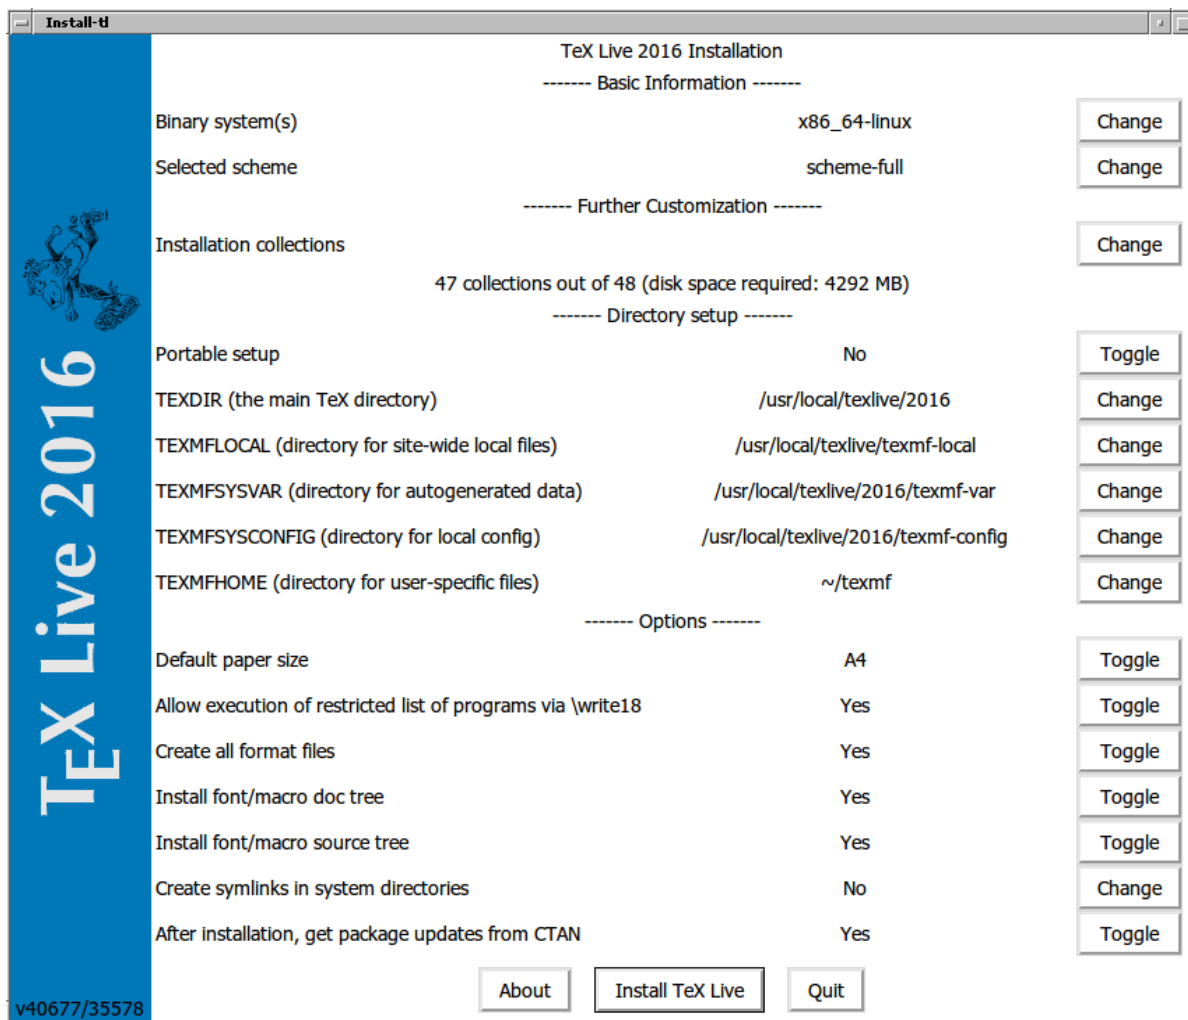 Install-tl
TeX Live 2016 Installation
------- Basic Information -------
Binary system(s) x86_64-linux Change
Selected scheme scheme-full Change
------- Further Customization -------
Installation collections Change
47 collections out of 48 (disk space required: 4292 MB)
------- Directory setup -------
Portable setup No Toggle
TEXDIR (the main TeX directory) /usr/local/texlive/2016 Change
TEXMFLOCAL (directory for site-wide local files) /usr/local/texlive/texmf-local Change
TEXMFSYSVAR (directory for autogenerated data) /usr/local/texlive/2016/texmf-var Change
TEXMFSYSCONFIG (directory for local config) /usr/local/texlive/2016/texmf-config Change
TEXMFHOME (directory for user-specific files) ~/texmf Change
------- Options -------
Default paper size A4 Toggle
Allow execution of restricted list of programs via \write18 Yes Toggle
Create all format files Yes Toggle
Install font/macro doc tree Yes Toggle
Install font/macro source tree Yes Toggle
Create symlinks in system directories No Change
After installation, get package updates from CTAN Yes Toggle
About Install TeX Live Quit
TEX Live 2016
v40677/35578